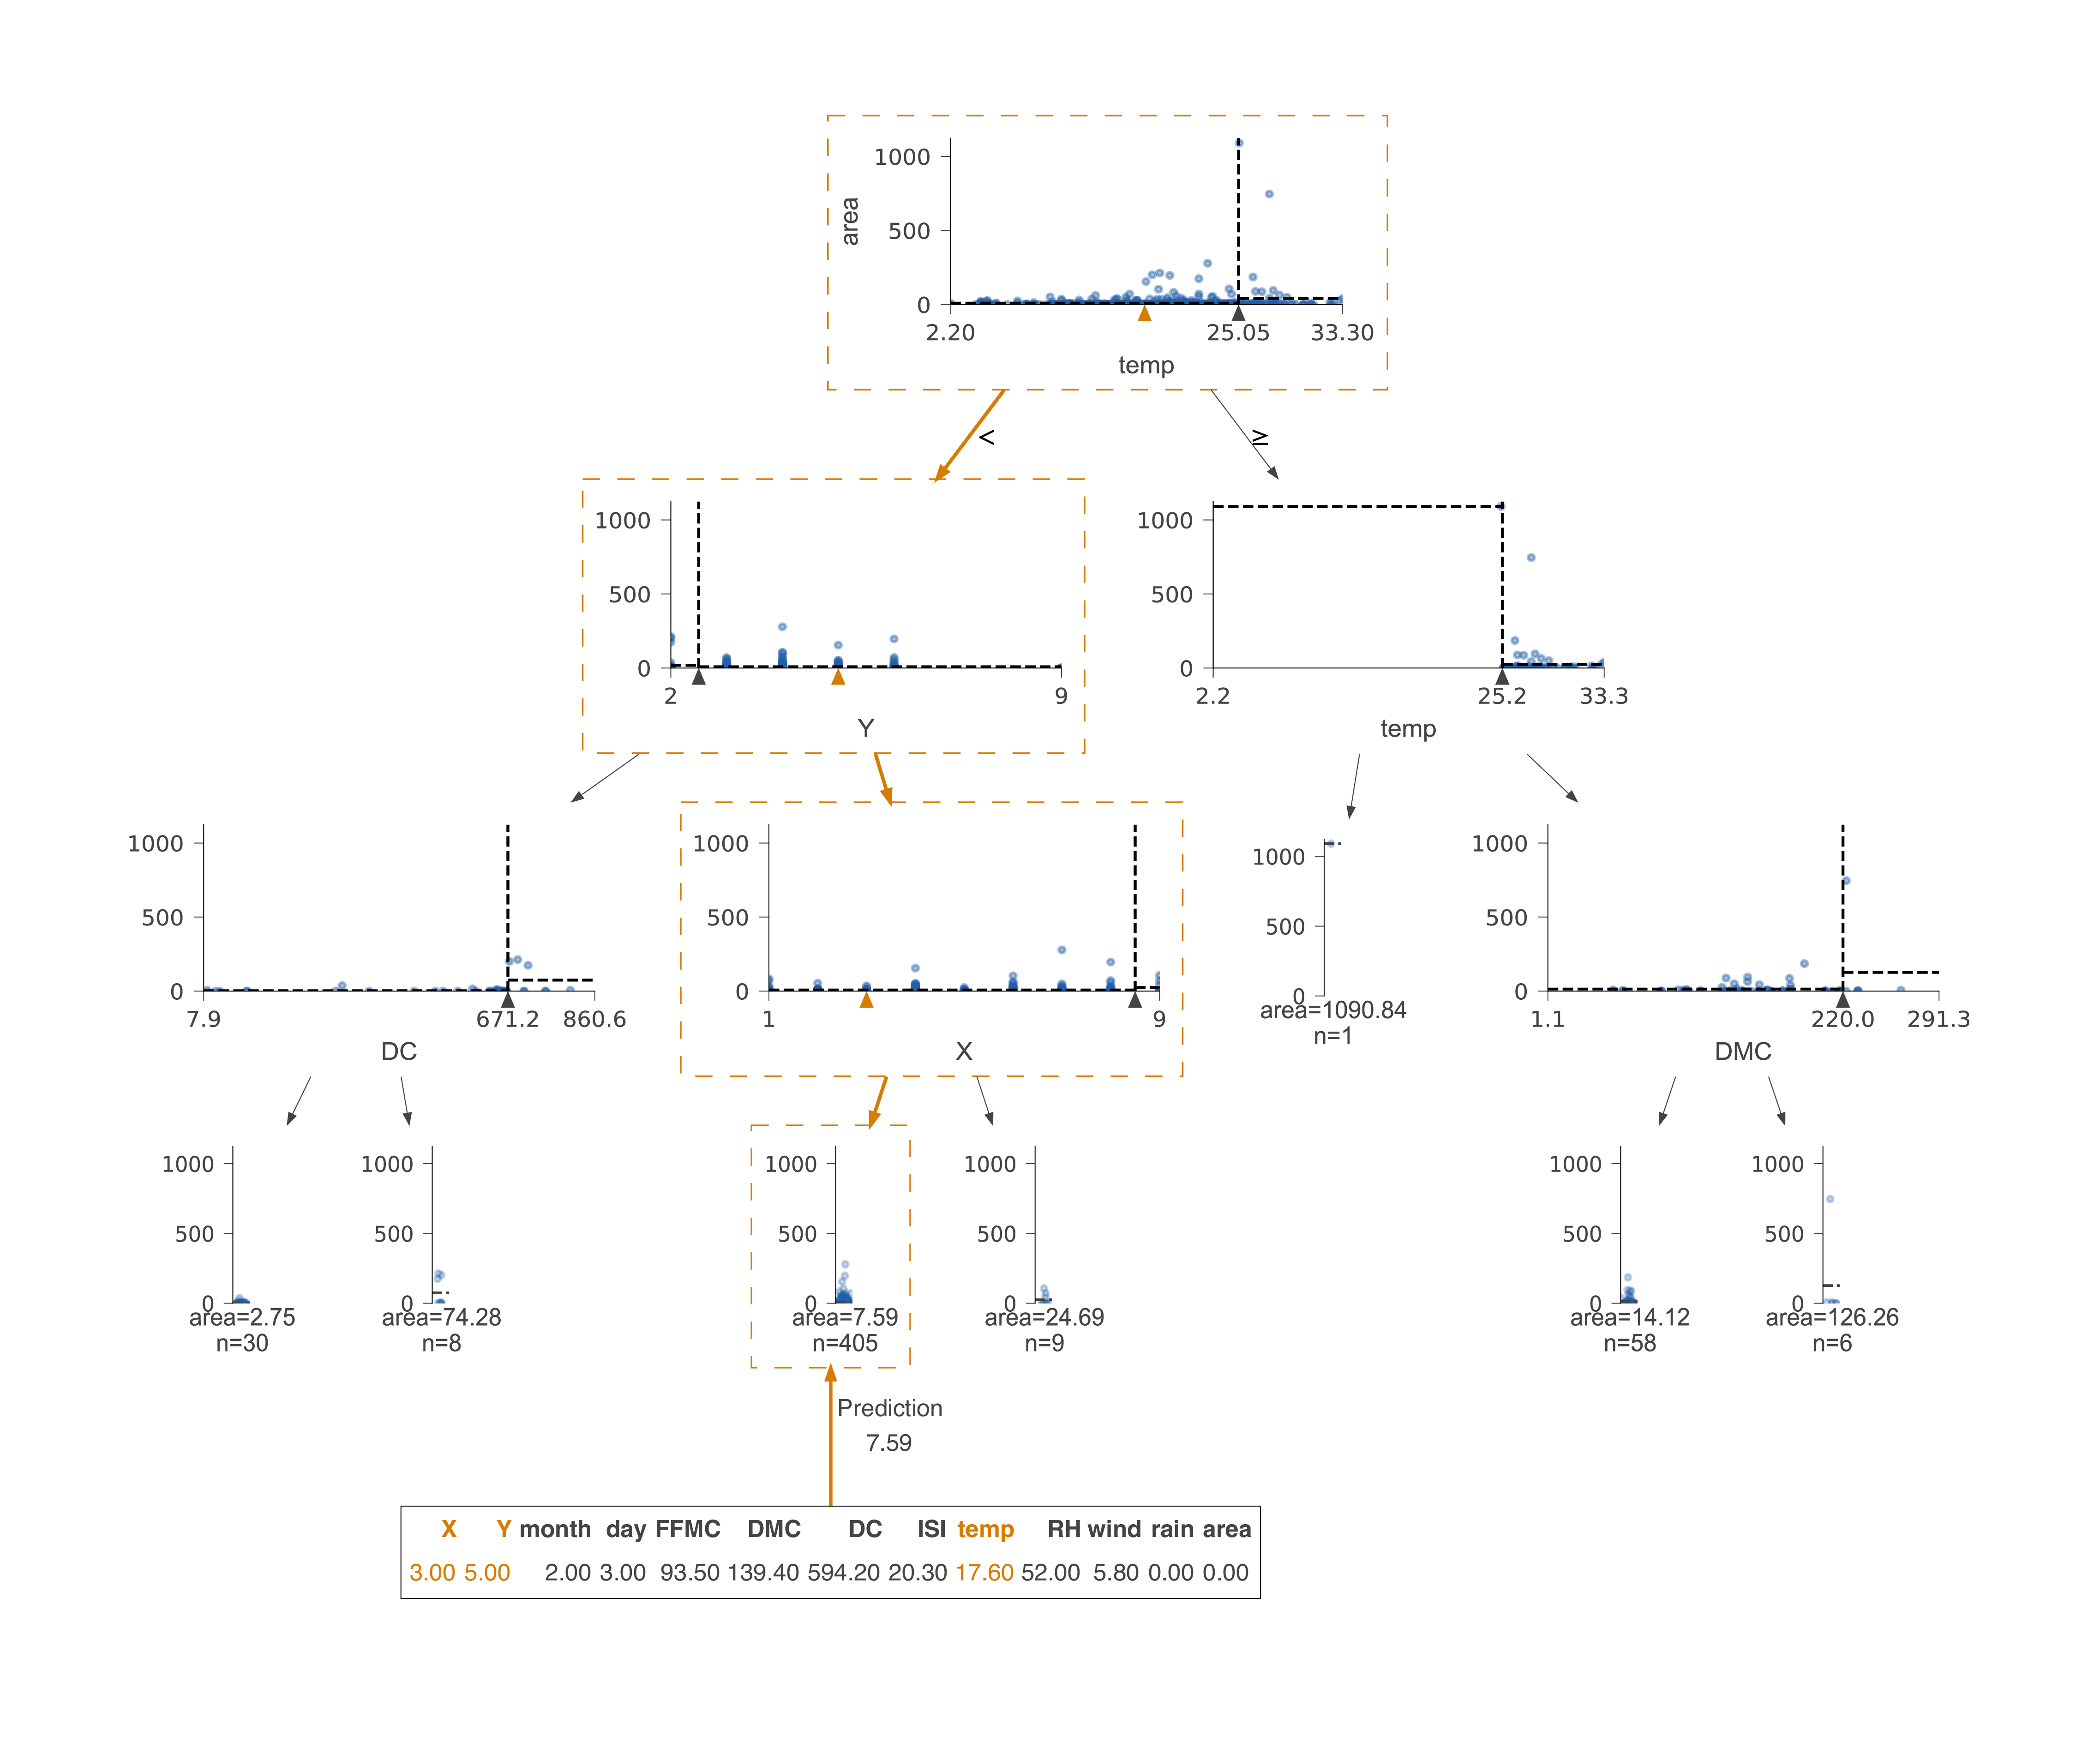 1000
area
500
0
2.20 25.05 33.30
temp
< ≥
1000 1000
500 500
0 0
2 9 2.2 25.2 33.3
Y temp
1000 1000 1000 1000
500 500 500 500
0 0 0 0
7.9 671.2 860.6 1 9 area=1090.84 1.1 220.0 291.3
n=1
DC X DMC
1000 1000 1000 1000 1000 1000
500 500 500 500 500 500
0 0 0 0 0 0
area=2.75 area=74.28 area=7.59 area=24.69 area=14.12 area=126.26
n=30 n=8 n=405 n=9 n=58 n=6
Prediction
7.59
X Y month day FFMC DMC DC ISI temp RH wind rain area
3.00 5.00 2.00 3.00 93.50 139.40 594.20 20.30 17.60 52.00 5.80 0.00 0.00